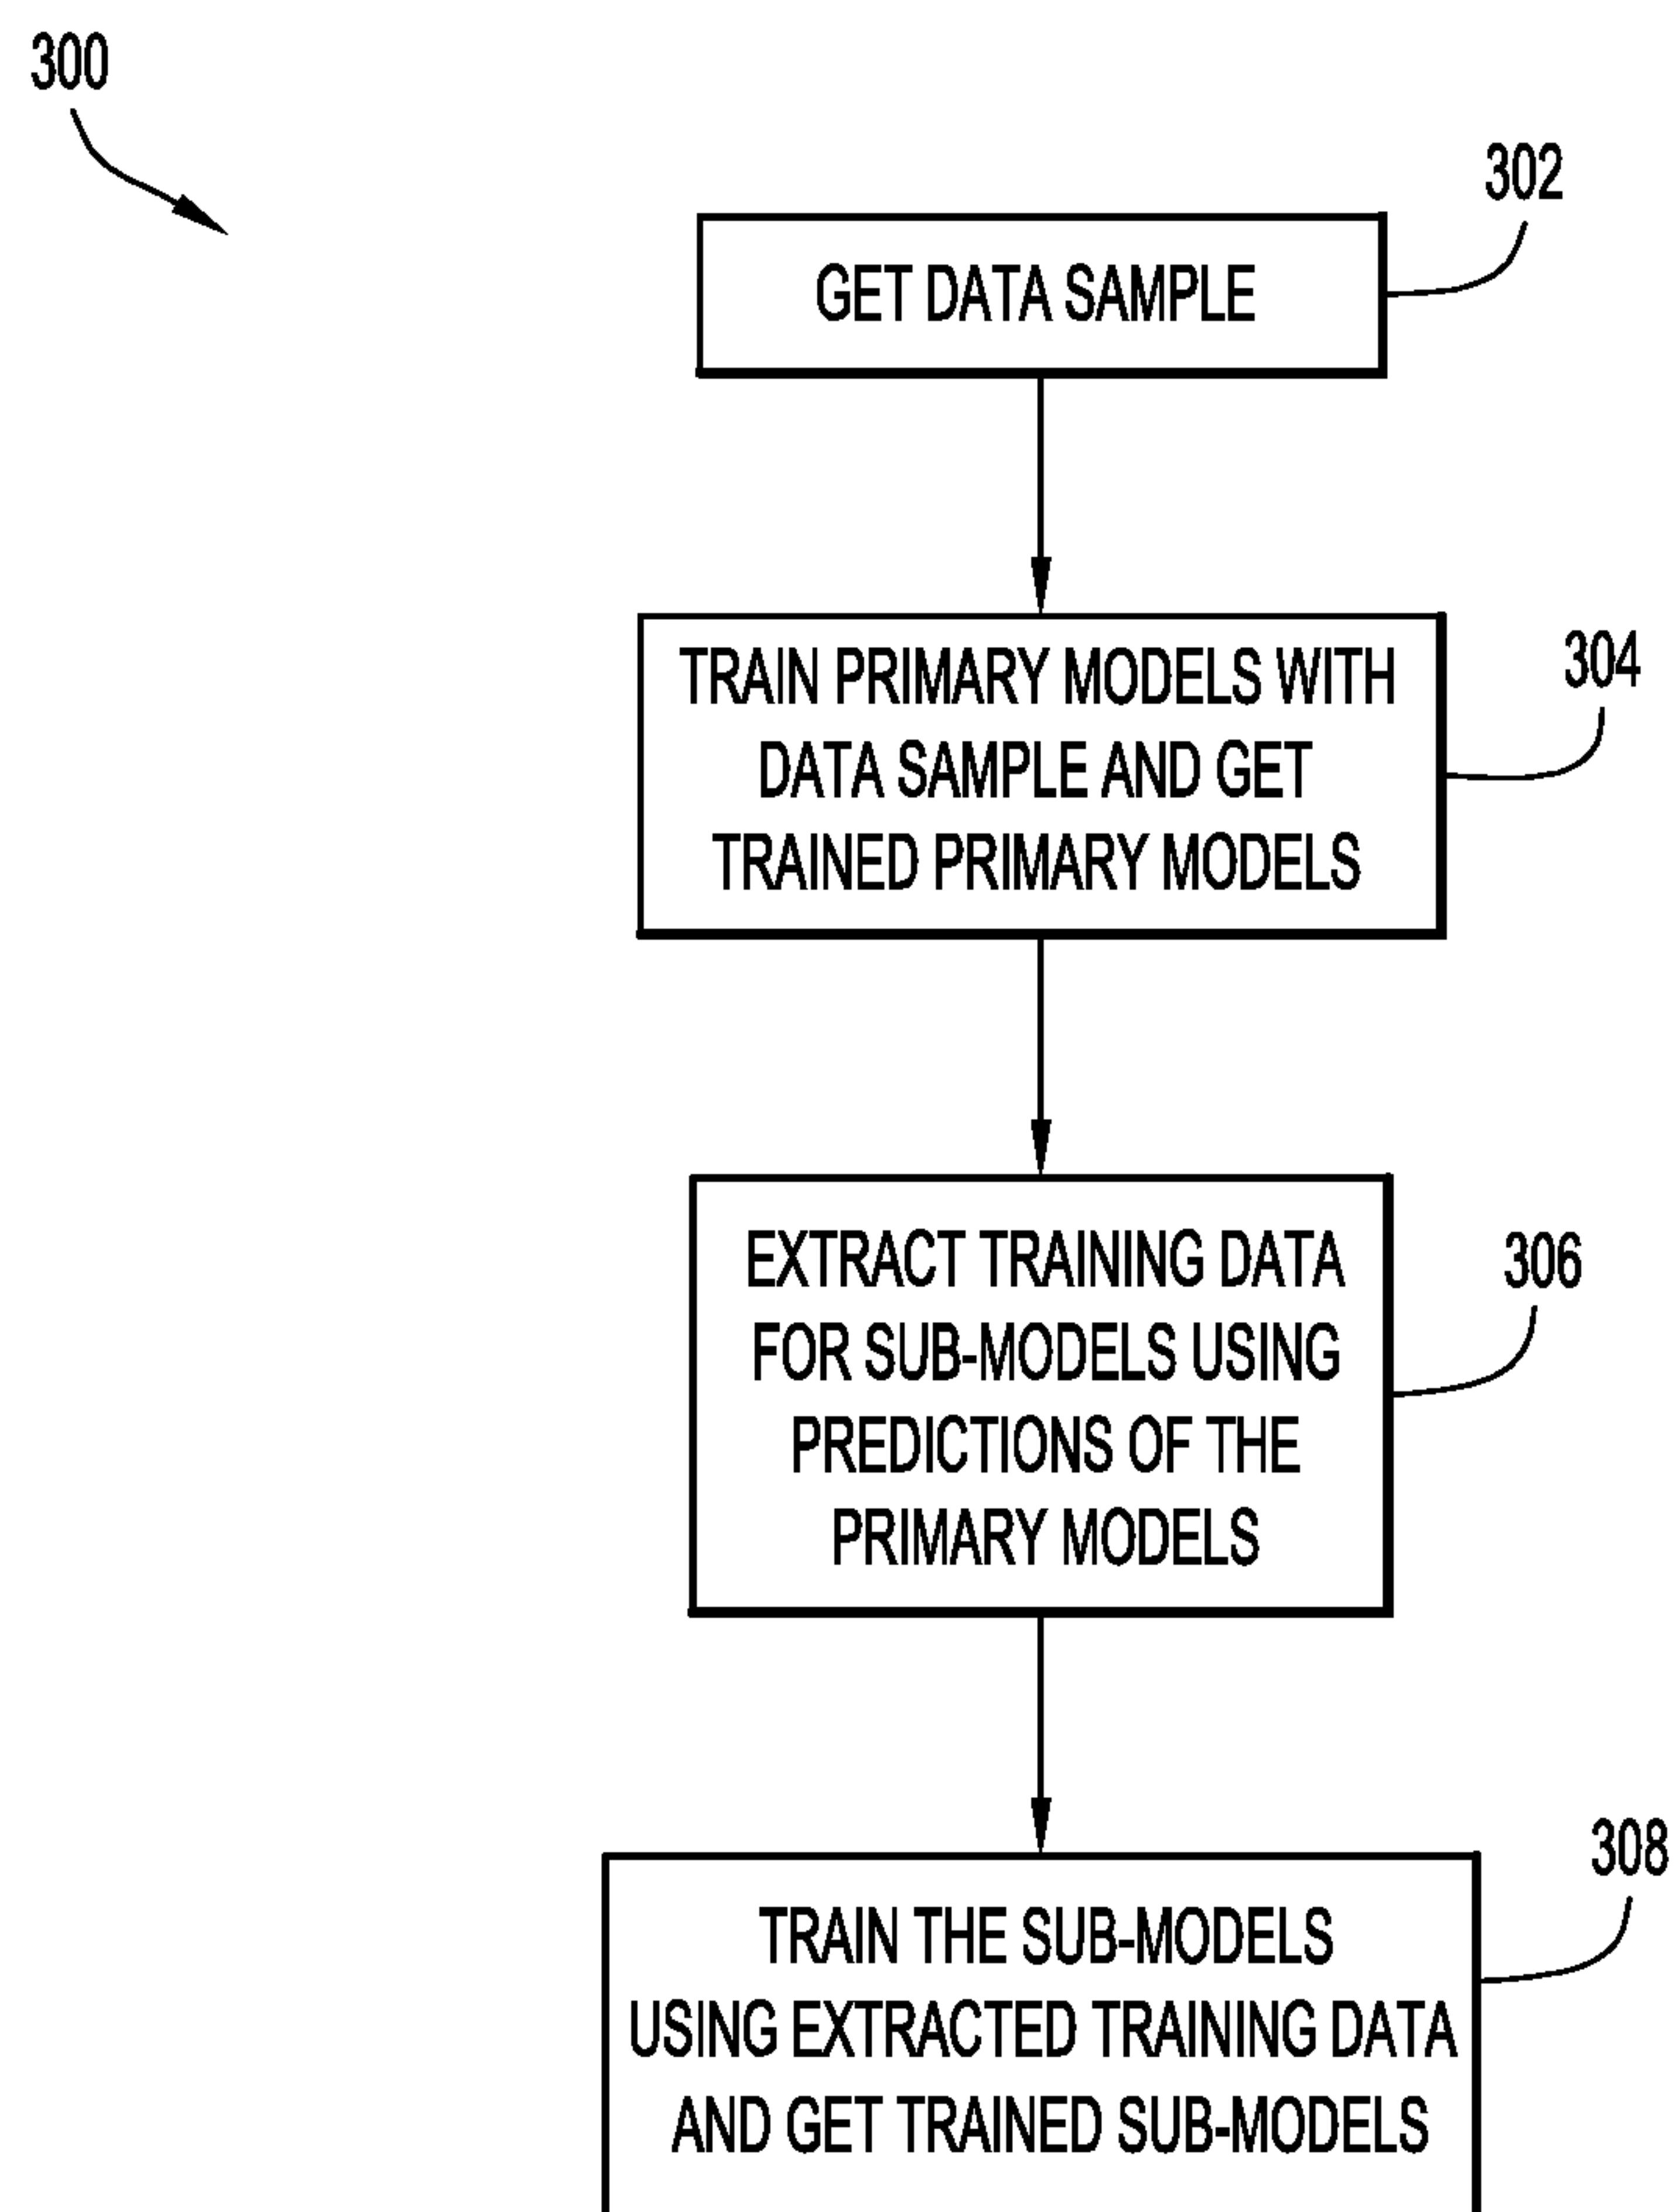 300
302
GET DATA SAMPLE
304
TRAIN PRIMARY MODELS WITH
DATA SAMPLE AND GET
TRAINED PRIMARY MODELS
306
EXTRACT TRAINING DATA
FOR SUB-MODELS USING
PREDICTIONS OF THE
PRIMARY MODELS
308
TRAIN THE SUB-MODELS
USING EXTRACTED TRAINING DATA
AND GET TRAINED SUB-MODELS